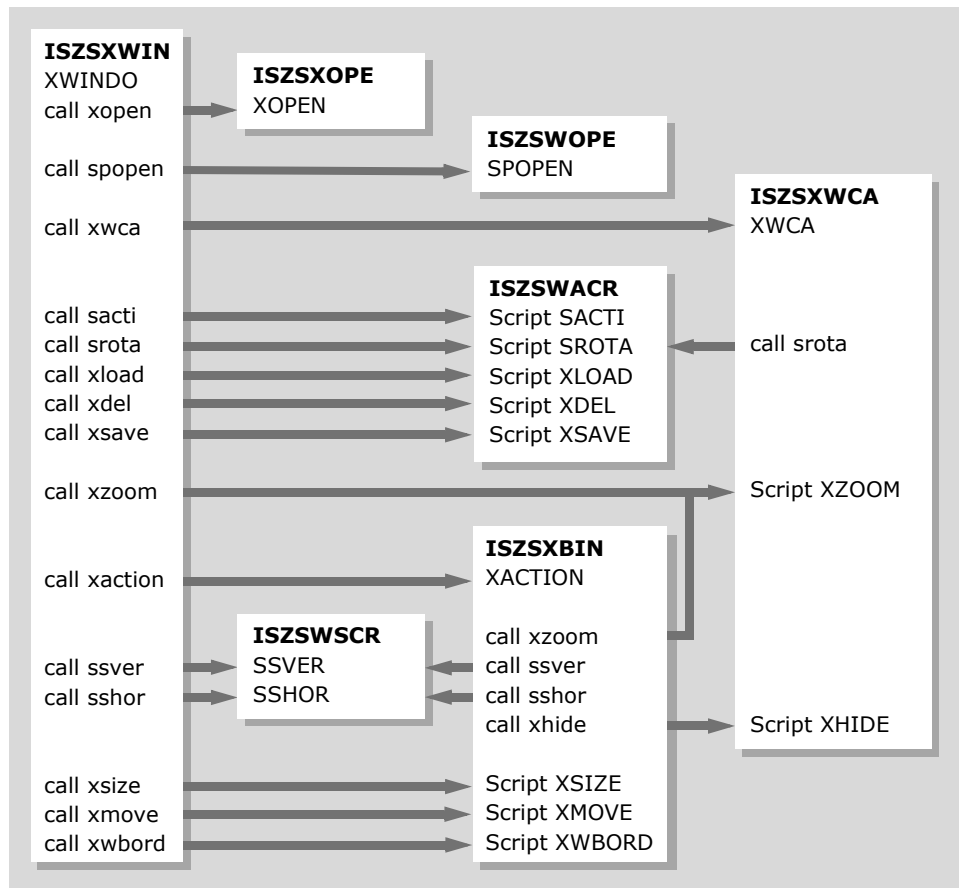 ISZSXWIN
XWINDO
call xopen
call spopen
call xwca
call sacti
call srota
call xload
call xdel
call xsave
call xzoom
call xaction
call ssver
call sshor
call xsize
call xmove
call xwbord
ISZSXOPE
XOPEN
ISZSWOPE
SPOPEN
ISZSXWCA
XWCA
call srota
Script XZOOM
Script XHIDE
ISZSWACR
Script SACTI
Script SROTA
Script XLOAD
Script XDEL
Script XSAVE
ISZSXBIN
XACTION
call xzoom
call ssver
call sshor
call xhide
Script XSIZE
Script XMOVE
Script XWBORD
ISZSWSCR
SSVER
SSHOR